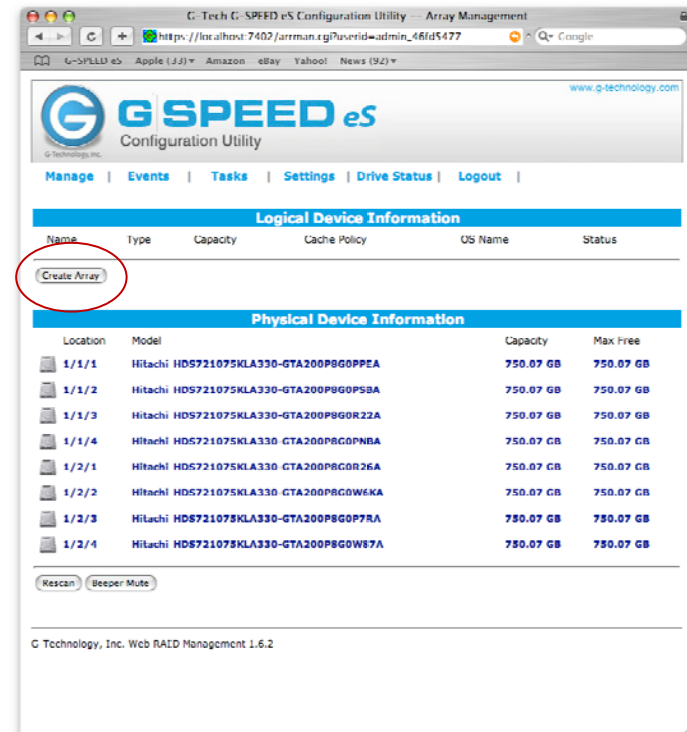 G-Tech G-SPEED eS Configuration Utility -- Array Management
https://localhost:7402/arrman.cgi?userid=admin_46fd5477
Google
G-SPEED eS Apple (33) Amazon eBay Yahoo! News (92)
www.g-technology.com
G SPEED eS
Configuration Utility
G-Technology, Inc.
Manage | Events | Tasks | Settings | Drive Status | Logout |
Logical Device Information
Name Type Capacity Cache Policy OS Name Status
Create Array
Physical Device Information
Location Model Capacity Max Free
1/1/1 Hitachi HDS721075KLA330-GTA200P8G0PPEA 750.07 GB 750.07 GB
1/1/2 Hitachi HDS721075KLA330-GTA200P8G0PSBA 750.07 GB 750.07 GB
1/1/3 Hitachi HDS721075KLA330-GTA200P8G0R22A 750.07 GB 750.07 GB
1/1/4 Hitachi HDS721075KLA330-GTA200P8G0PNBA 750.07 GB 750.07 GB
1/2/1 Hitachi HDS721075KLA330-GTA200P8G0R26A 750.07 GB 750.07 GB
1/2/2 Hitachi HDS721075KLA330-GTA200P8G0W6KA 750.07 GB 750.07 GB
1/2/3 Hitachi HDS721075KLA330-GTA200P8G0P7RA 750.07 GB 750.07 GB
1/2/4 Hitachi HDS721075KLA330-GTA200P8G0W87A 750.07 GB 750.07 GB
Rescan Beeper Mute
G Technology, Inc. Web RAID Management 1.6.2